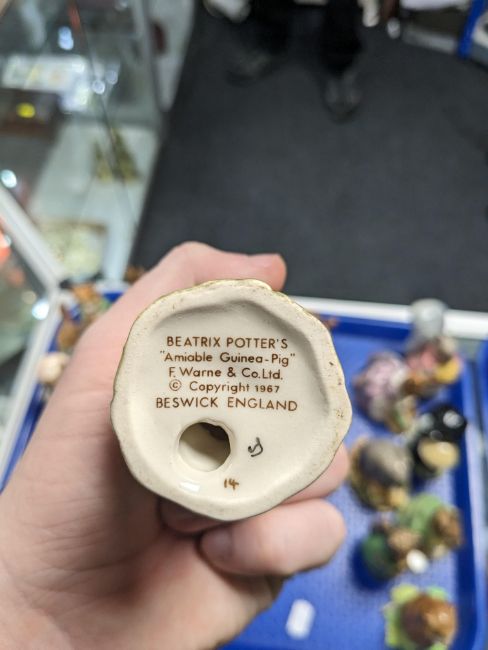 BEATRIX POTTER'S
"Amiable Guinea-Pig"
F. Warne & Co.Ltd.
© Copyright 1967
BESWICK ENGLAND
14